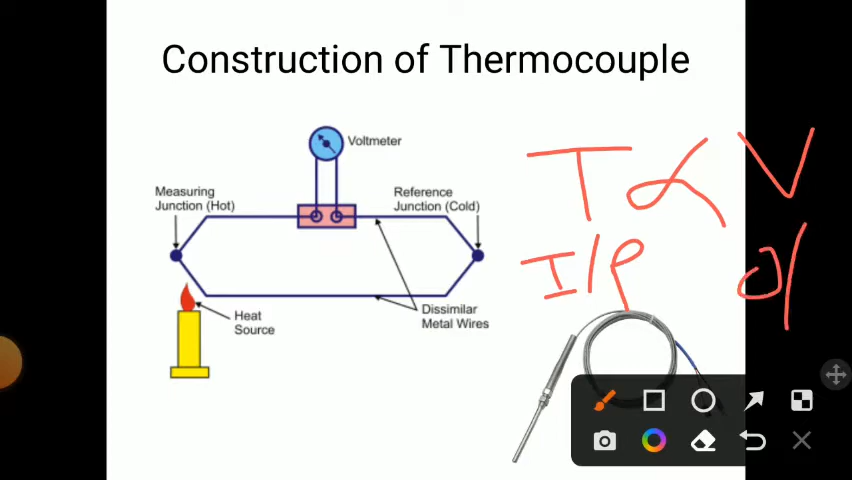 Construction of Thermocouple
Voltmeter
Measuring
Junction (Hot)
Reference
Junction (Cold)
T ∝ V
I/P
O/
Heat
Source
Dissimilar
Metal Wires